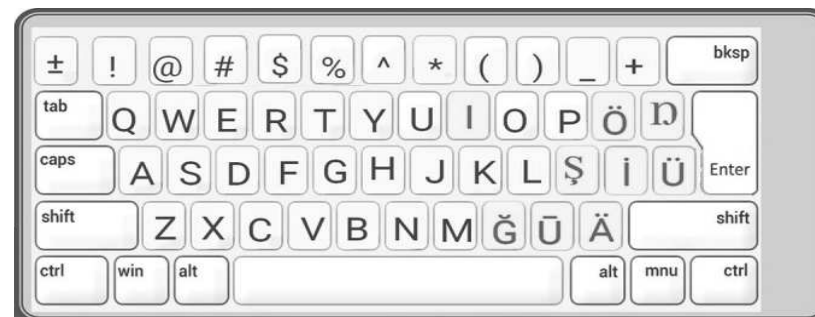 ± ! @ # $ % ^ * ( ) _ + bksp
tab Q W E R T Y U I O P Ö Ŋ
caps A S D F G H J K L Ş İ Ü Enter
shift Z X C V B N M Ğ Ū Ä shift
ctrl win alt alt mnu ctrl